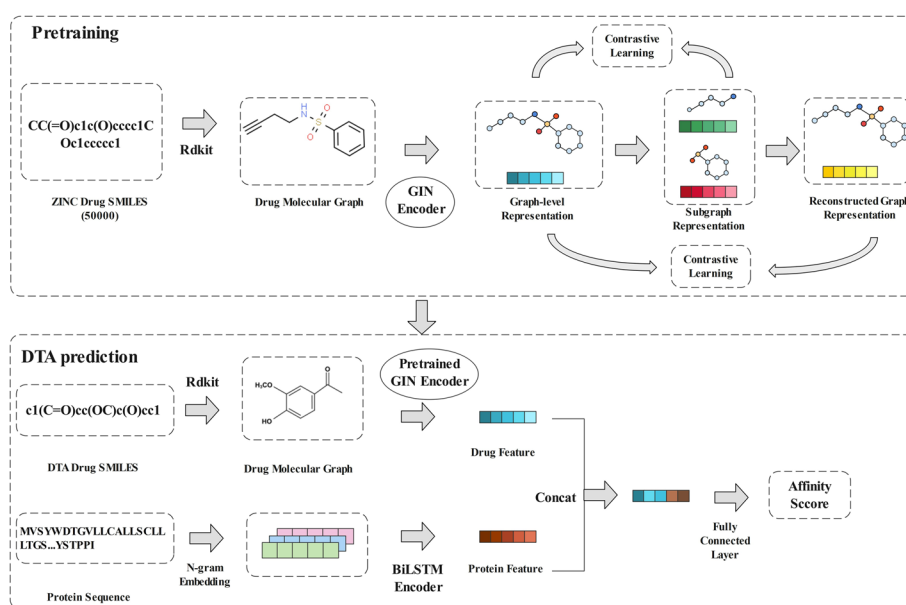 Pretraining
CC(=O)c1c(O)cccc1C
Oc1ccccc1
ZINC Drug SMILES
(50000)
Rdkit
H
N
O
S
O
Drug Molecular Graph
GIN
Encoder
Contrastive
Learning
Graph-level
Representation
Subgraph
Representation
Reconstructed Graph
Representation
Contrastive
Learning
DTA prediction
c1(C=O)cc(OC)c(O)cc1
DTA Drug SMILES
Rdkit
O
H₃CO
HO
Drug Molecular Graph
Pretrained
GIN Encoder
Drug Feature
MVSYWDTGVLLCALLSCLL
LTGS...YSTPPI
Protein Sequence
N-gram
Embedding
BiLSTM
Encoder
Protein Feature
Concat
Fully
Connected
Layer
Affinity
Sccore